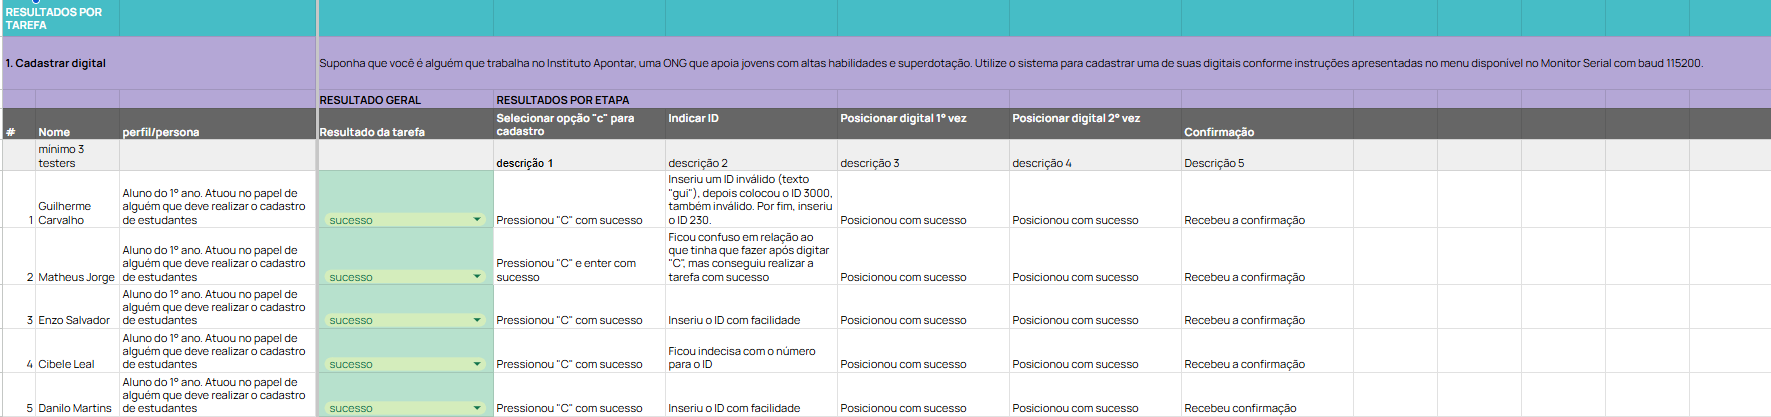 RESULTADOS POR
TAREFA
1. Cadastrar digital
Suponha que você é alguém que trabalha no Instituto Apontar, uma ONG que apoia jovens com altas habilidades e superdotação. Utilize o sistema para cadastrar uma de suas digitais conforme instruções apresentadas no menu disponível no Monitor Serial com baud 115200.
RESULTADO GERAL
RESULTADOS POR ETAPA
#
Nome
perfil/persona
Resultado da tarefa
Selecionar opção "c" para
cadastro
Indicar ID
Posicionar digital 1° vez
Posicionar digital 2° vez
Confirmação
mínimo 3
testers
descrição 1
descrição 2
descrição 3
descrição 4
Descrição 5
1
Guilherme
Carvalho
Aluno do 1° ano. Atuou no papel de
alguém que deve realizar o cadastro
de estudantes
sucesso
Pressionou "C" com sucesso
Inseriu um ID inválido (texto
"gui"), depois colocou o ID 3000,
também inválido. Por fim, inseriu
o ID 230.
Posicionou com sucesso
Posicionou com sucesso
Recebeu a confirmação
2
Matheus Jorge
Aluno do 1° ano. Atuou no papel de
alguém que deve realizar o cadastro
de estudantes
sucesso
Pressionou "C" e enter com
sucesso
Ficou confuso em relação ao
que tinha que fazer após digitar
"C", mas conseguiu realizar a
tarefa com sucesso
Posicionou com sucesso
Posicionou com sucesso
Recebeu a confirmação
3
Enzo Salvador
Aluno do 1° ano. Atuou no papel de
alguém que deve realizar o cadastro
de estudantes
sucesso
Pressionou "C" com sucesso
Inseriu o ID com facilidade
Posicionou com sucesso
Posicionou com sucesso
Recebeu a confirmação
4
Cibele Leal
Aluno do 1° ano. Atuou no papel de
alguém que deve realizar o cadastro
de estudantes
sucesso
Pressionou "C" com sucesso
Ficou indecisa com o número
para o ID
Posicionou com sucesso
Posicionou com sucesso
Recebeu a confirmação
5
Danilo Martins
Aluno do 1° ano. Atuou no papel de
alguém que deve realizar o cadastro
de estudantes
sucesso
Pressionou "C" com sucesso
Inseriu o ID com facilidade
Posicionou com sucesso
Posicionou com sucesso
Recebeu confirmação